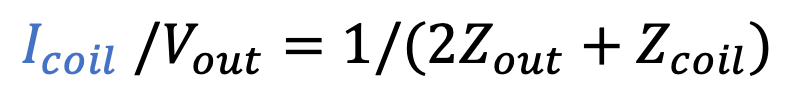 I_coil /V_out = 1/(2Z_out + Z_coil)